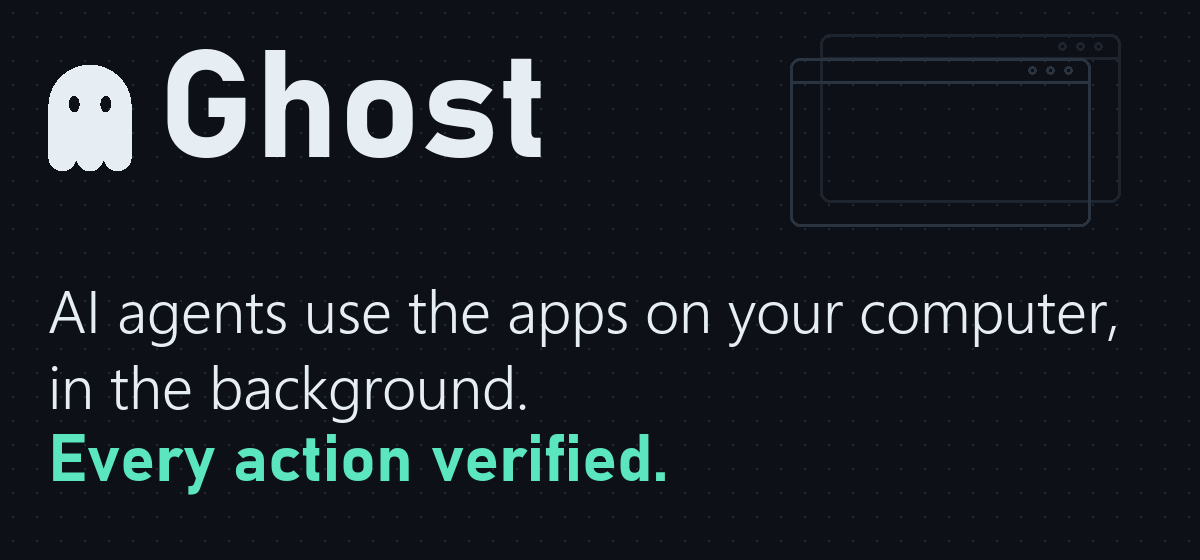 Ghost
AI agents use the apps on your computer,
in the background.
Every action verified.